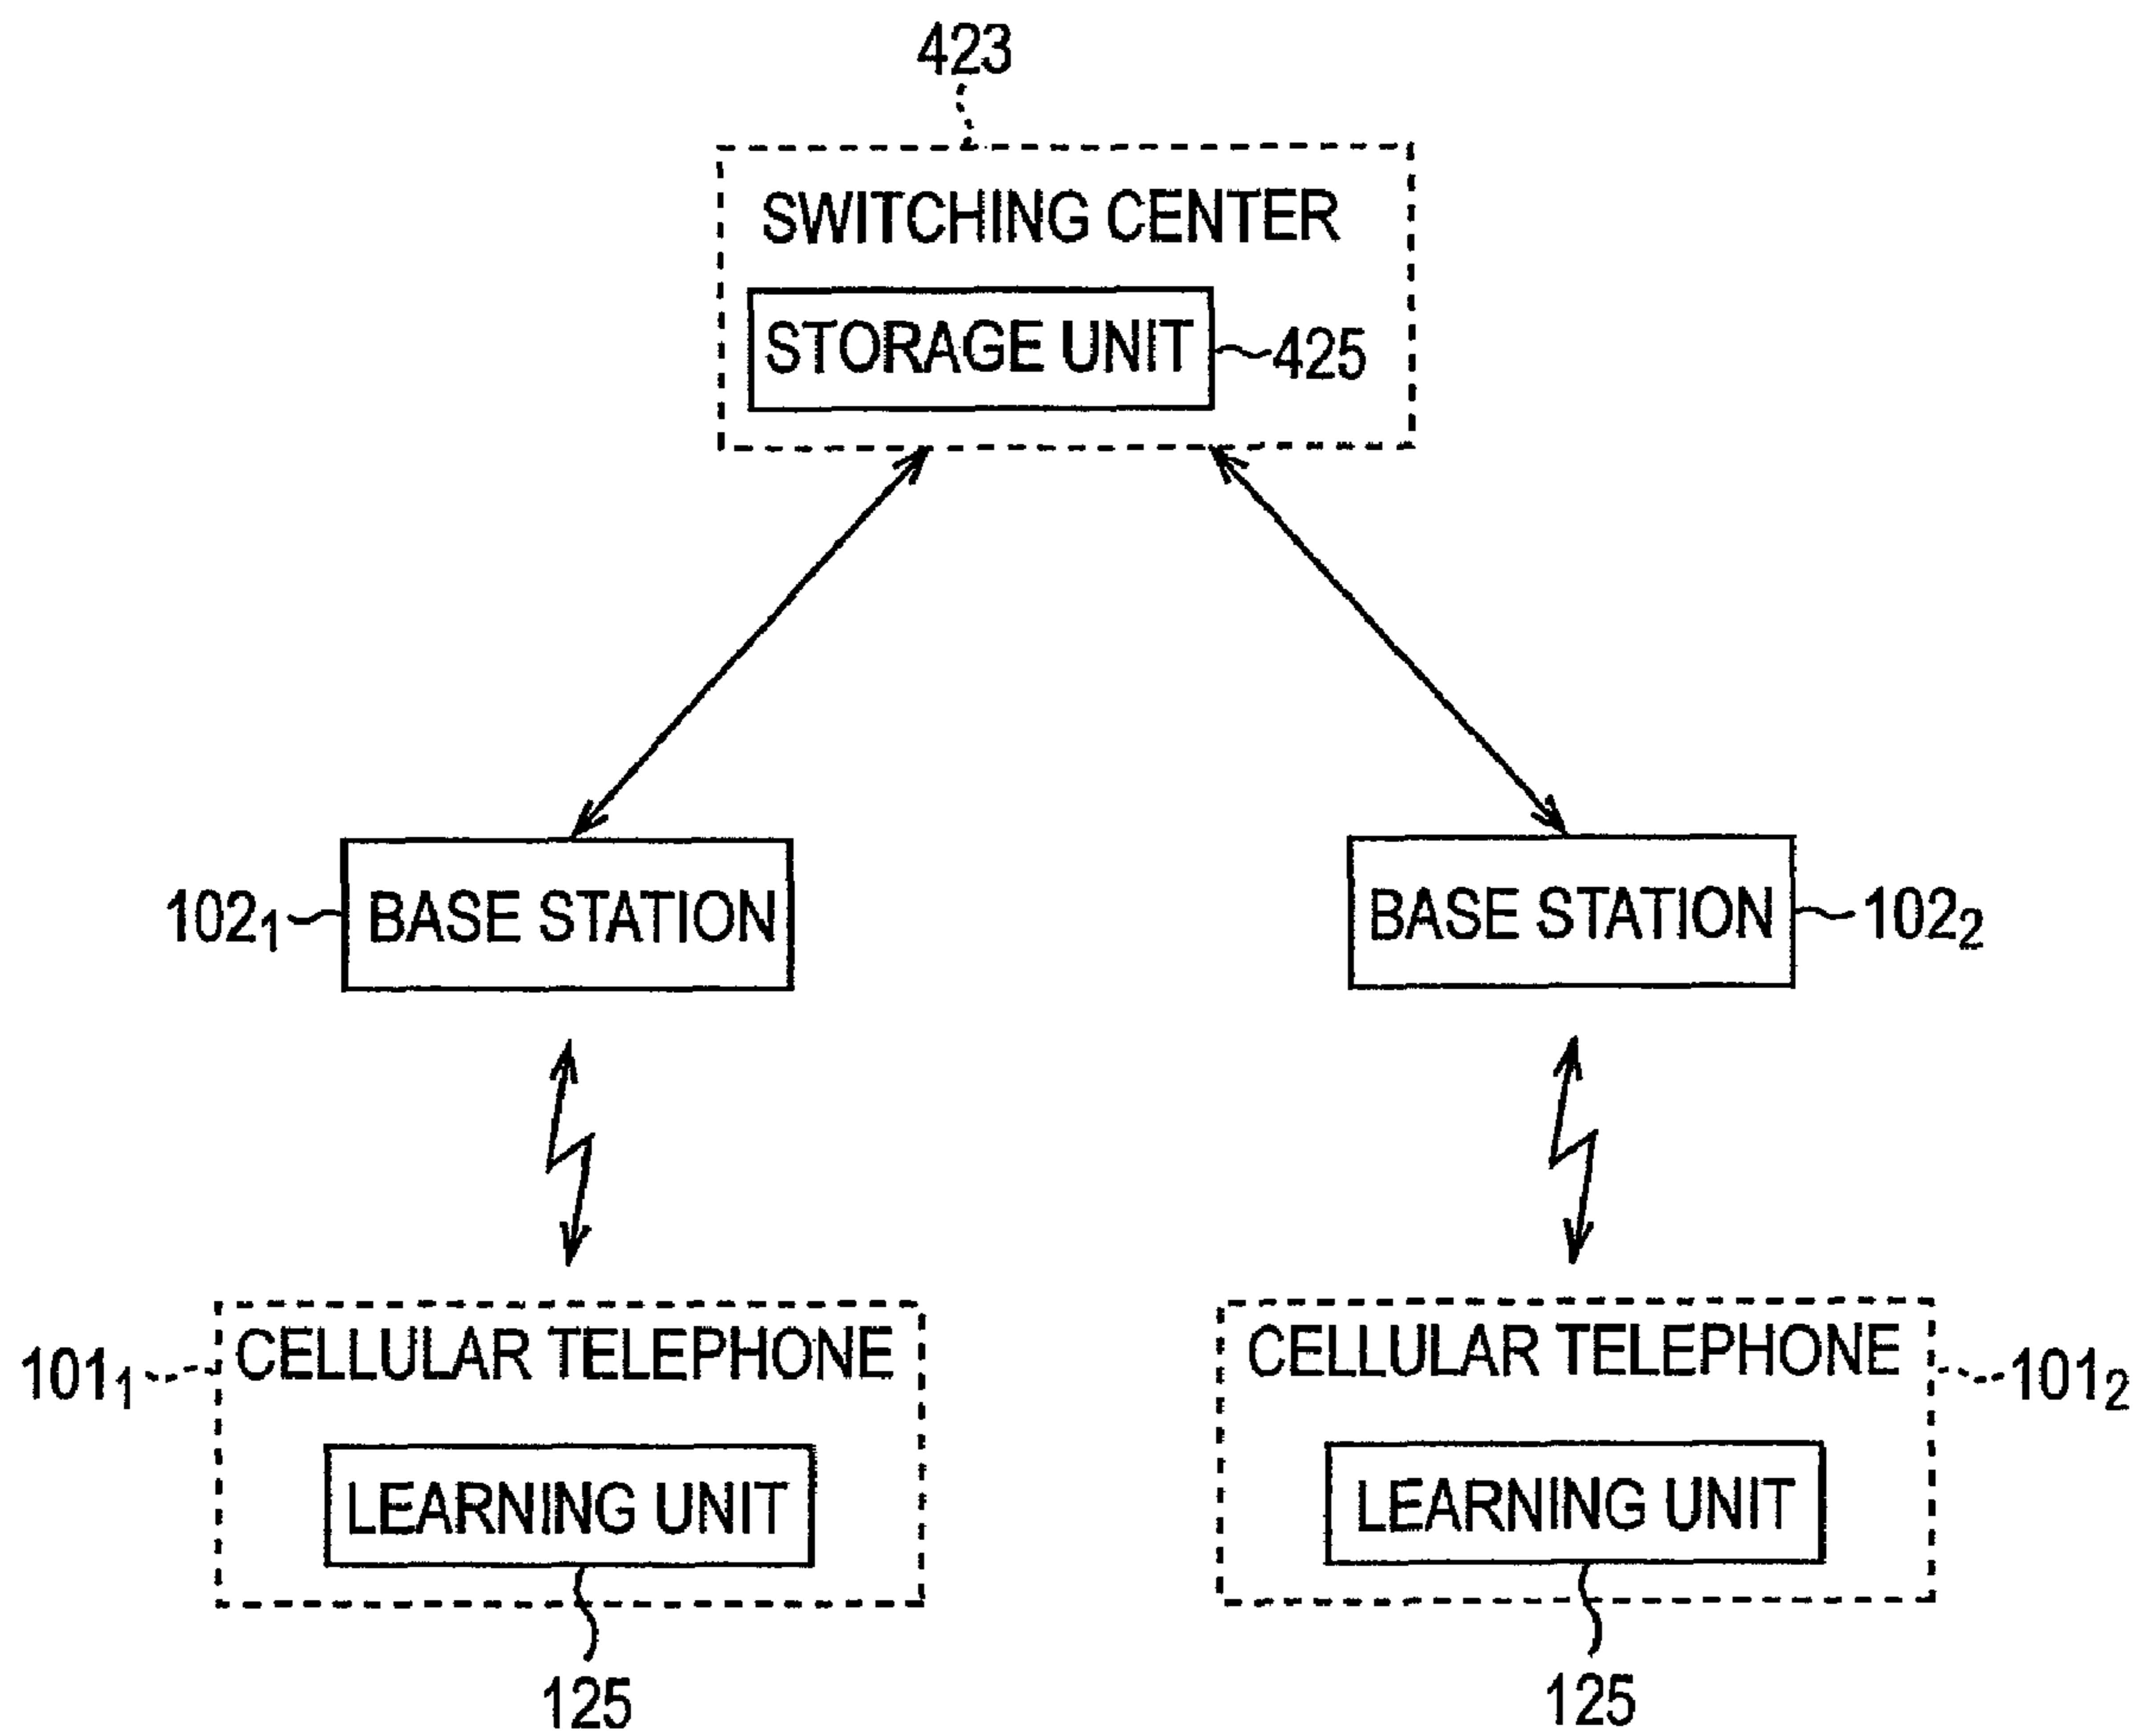 423
SWITCHING CENTER
STORAGE UNIT
425
102₁
BASE STATION
BASE STATION
102₂
101₁
CELLULAR TELEPHONE
CELLULAR TELEPHONE
101₂
LEARNING UNIT
LEARNING UNIT
125
125